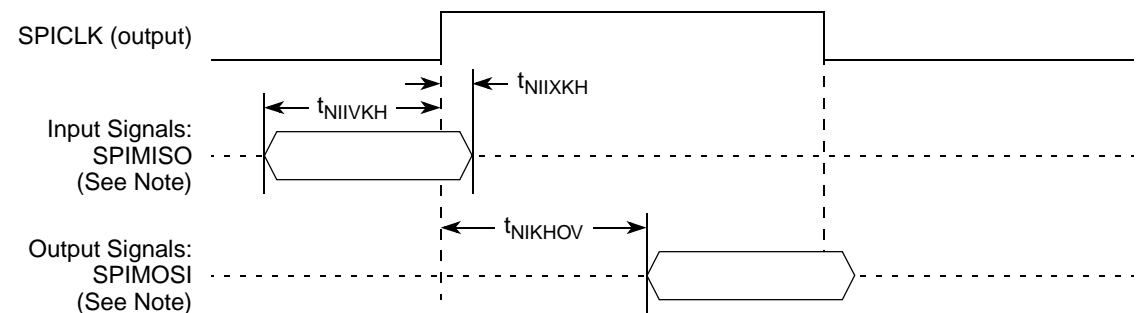 SPICLK (output)
tNIIXKH
tNIIVKH
Input Signals:
SPIMISO
(See Note)
tNIKHOV
Output Signals:
SPIMOSI
(See Note)